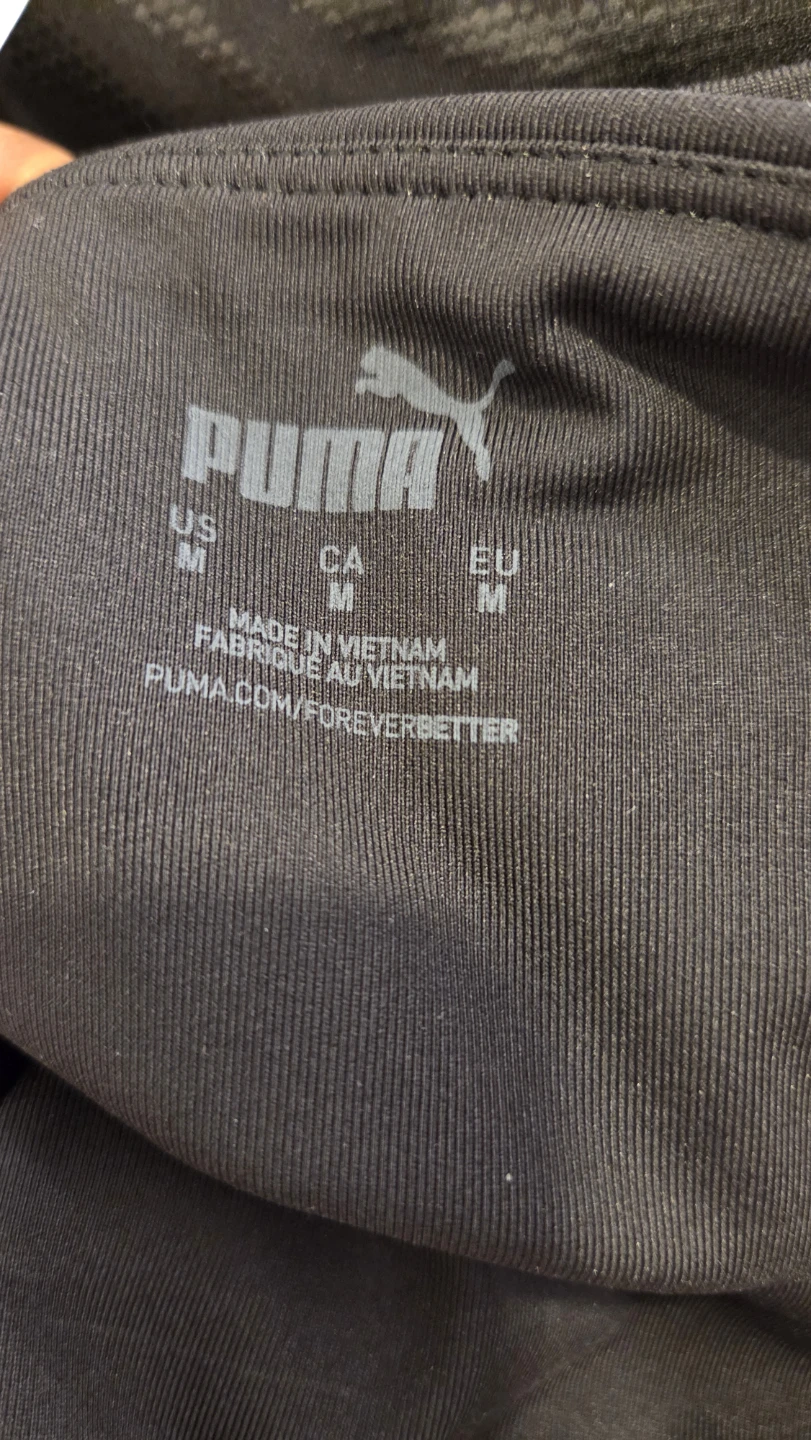 PUMA
US CA EU
M M M
MADE IN VIETNAM
FABRIQUÉ AU VIETNAM
PUMA.COM/FOREVERBETTER